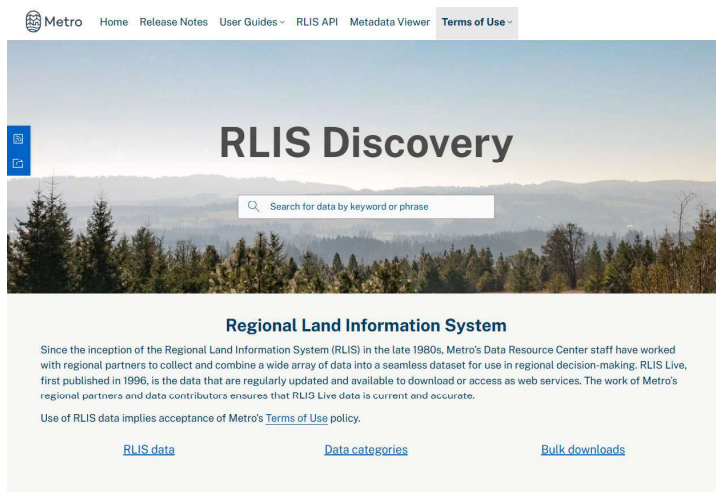 Metro Home Release Notes User Guides RLIS API Metadata Viewer Terms of Use
RLIS Discovery
Search for data by keyword or phrase
Regional Land Information System
Since the inception of the Regional Land Information System (RLIS) in the late 1980s, Metro's Data Resource Center staff have worked
with regional partners to collect and combine a wide array of data into a seamless dataset for use in regional decision-making. RLIS Live,
first published in 1996, is the data that are regularly updated and available to download or access as web services. The work of Metro's
regional partners and data contributors ensures that RLIS Live data is current and accurate.
Use of RLIS data implies acceptance of Metro's Terms of Use policy.
RLIS data Data categories Bulk downloads